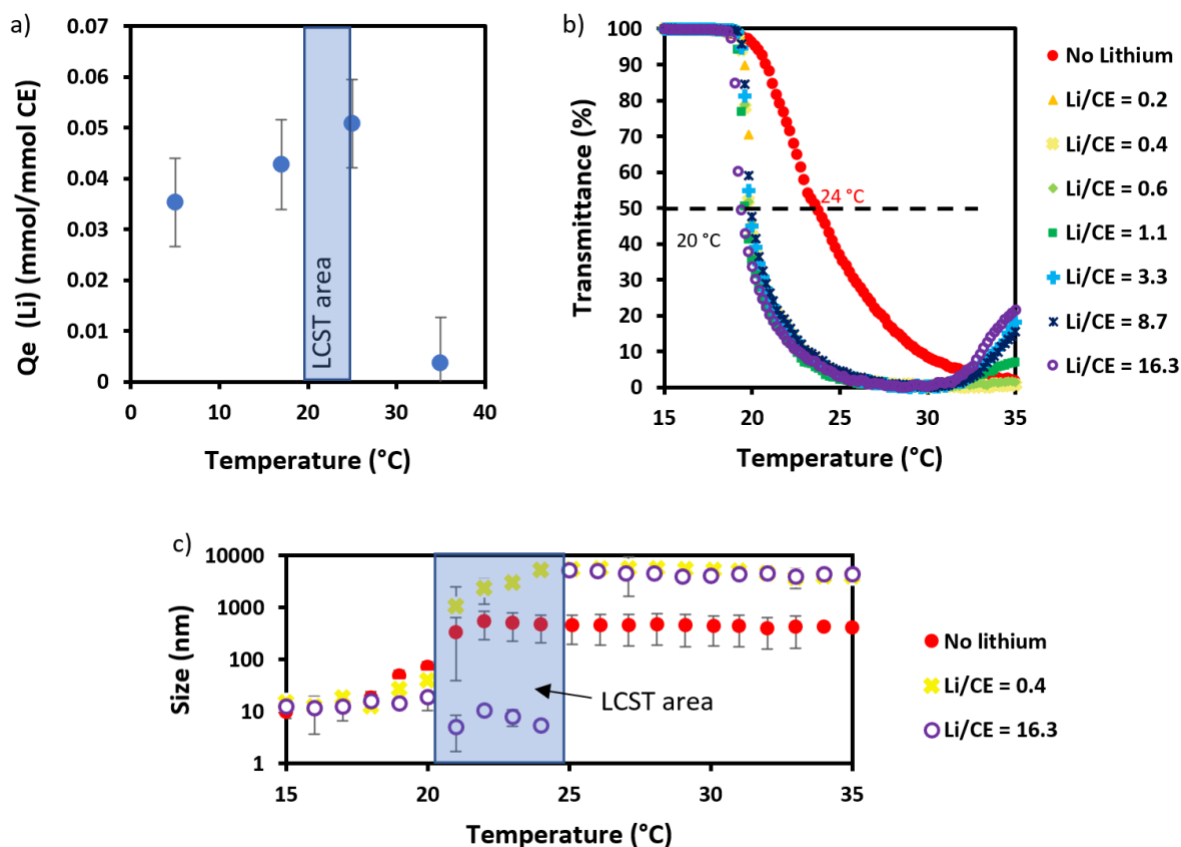 a)
0.07
0.06
0.05
0.04
0.03
0.02
0.01
0
0
10
20
30
40
Qe (Li) (mmol/mmol CE)
LCST area
Temperature (°C)
b)
100
90
80
70
60
50
40
30
20
10
0
15
20
25
30
35
Transmittance (%)
24 °C
20 °C
Temperature (°C)
No Lithium
Li/CE = 0.2
Li/CE = 0.4
Li/CE = 0.6
Li/CE = 1.1
Li/CE = 3.3
Li/CE = 8.7
Li/CE = 16.3
c)
10000
1000
100
10
1
15
20
25
30
35
Size (nm)
LCST area
Temperature (°C)
No lithium
Li/CE = 0.4
Li/CE = 16.3